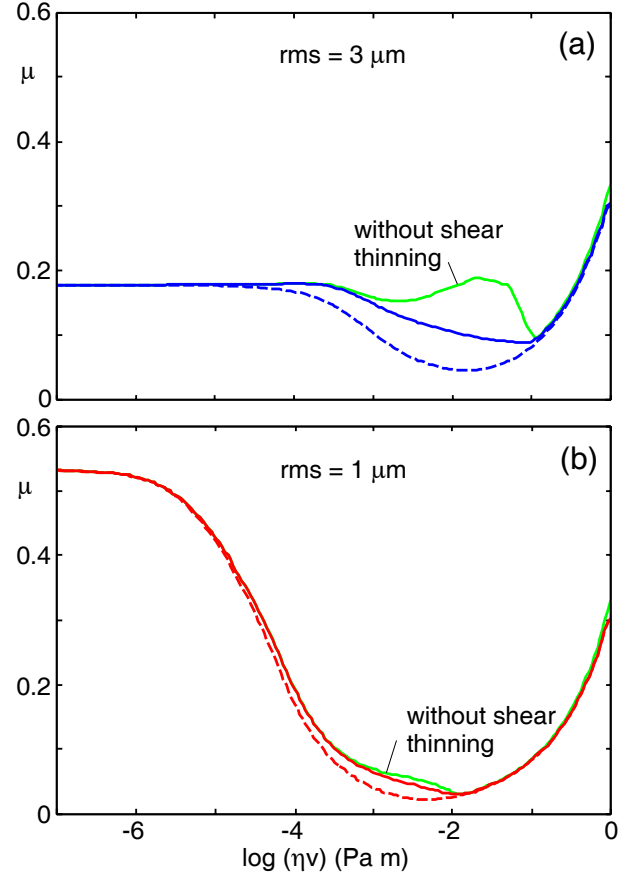 0.6
(a)
rms = 3 μm
μ
0.4
without shear
thinning
0.2
0
0.6
(b)
rms = 1 μm
μ
0.4
0.2
without shear
thinning
0
-6 -4 -2 0
log (ηv) (Pa m)